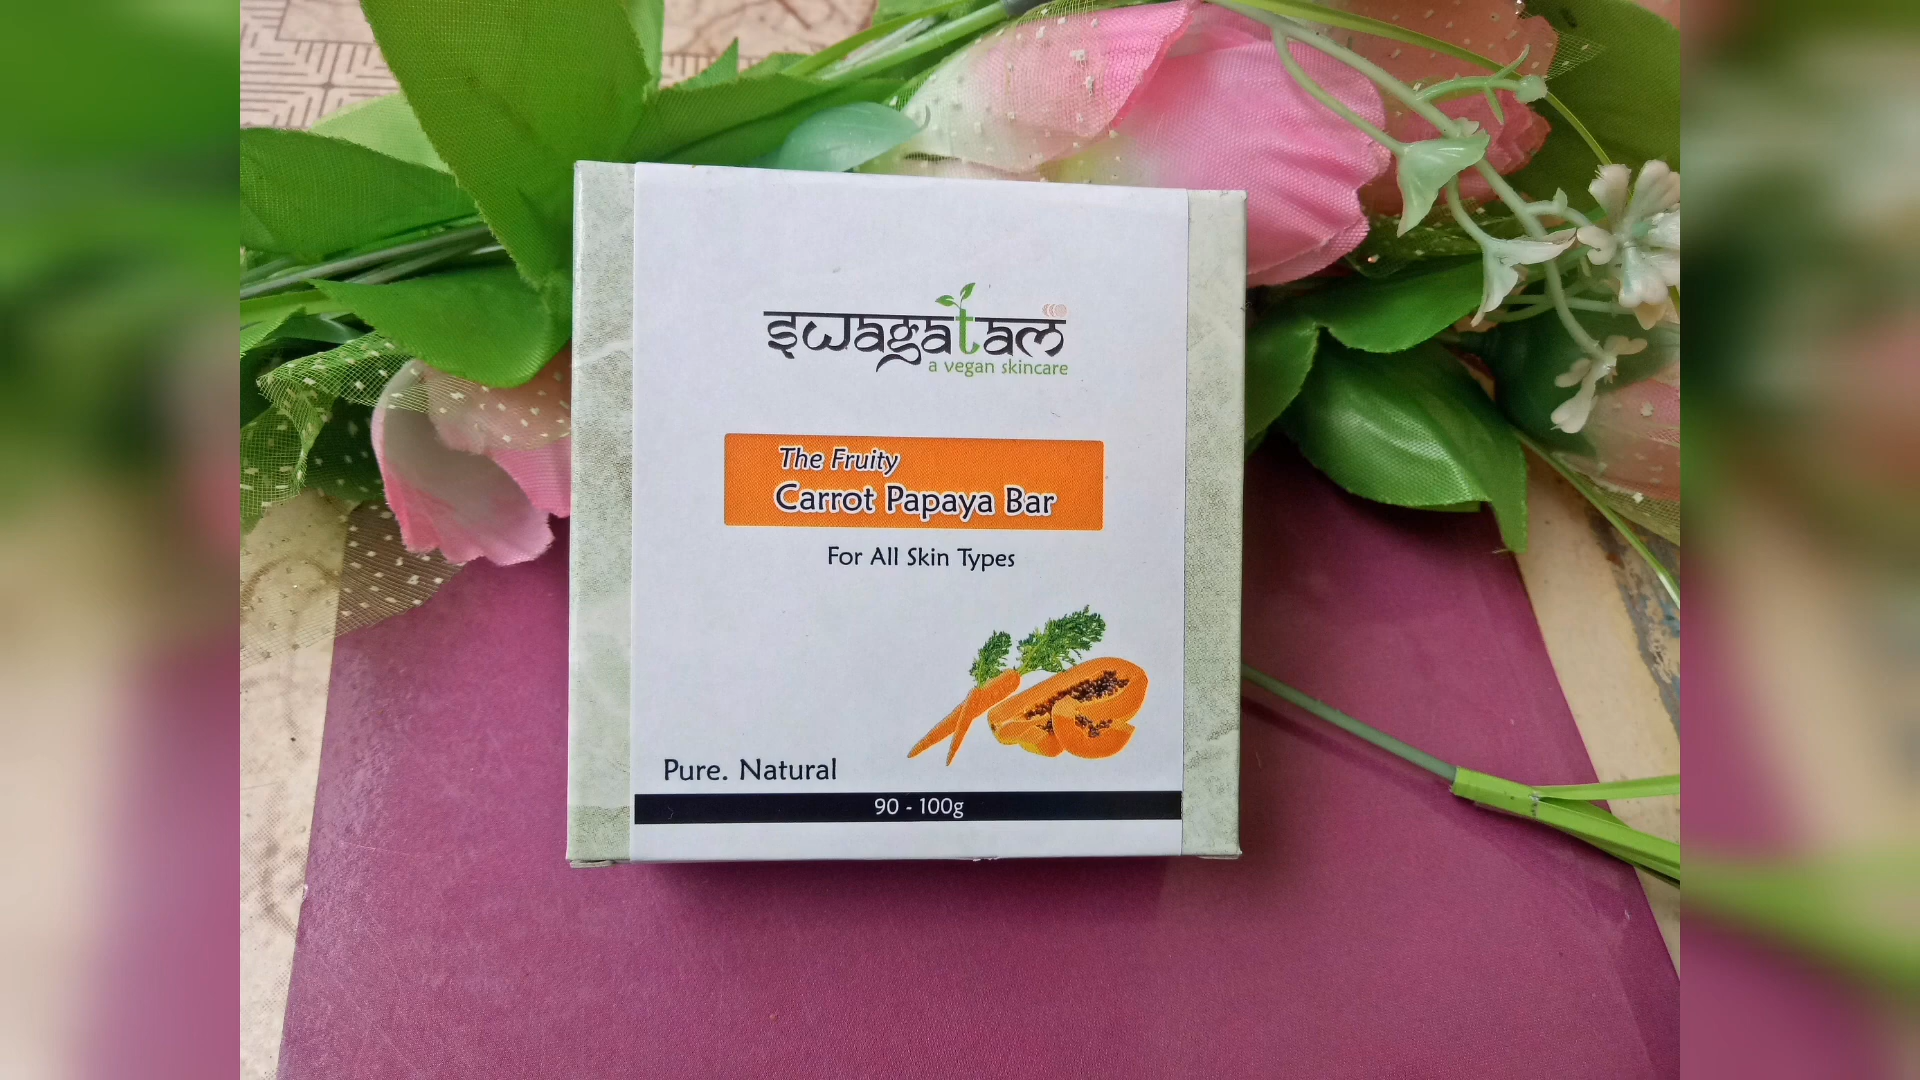 swagatam
a vegan skincare
The Fruity
Carrot Papaya Bar
For All Skin Types
Pure. Natural
90 - 100g